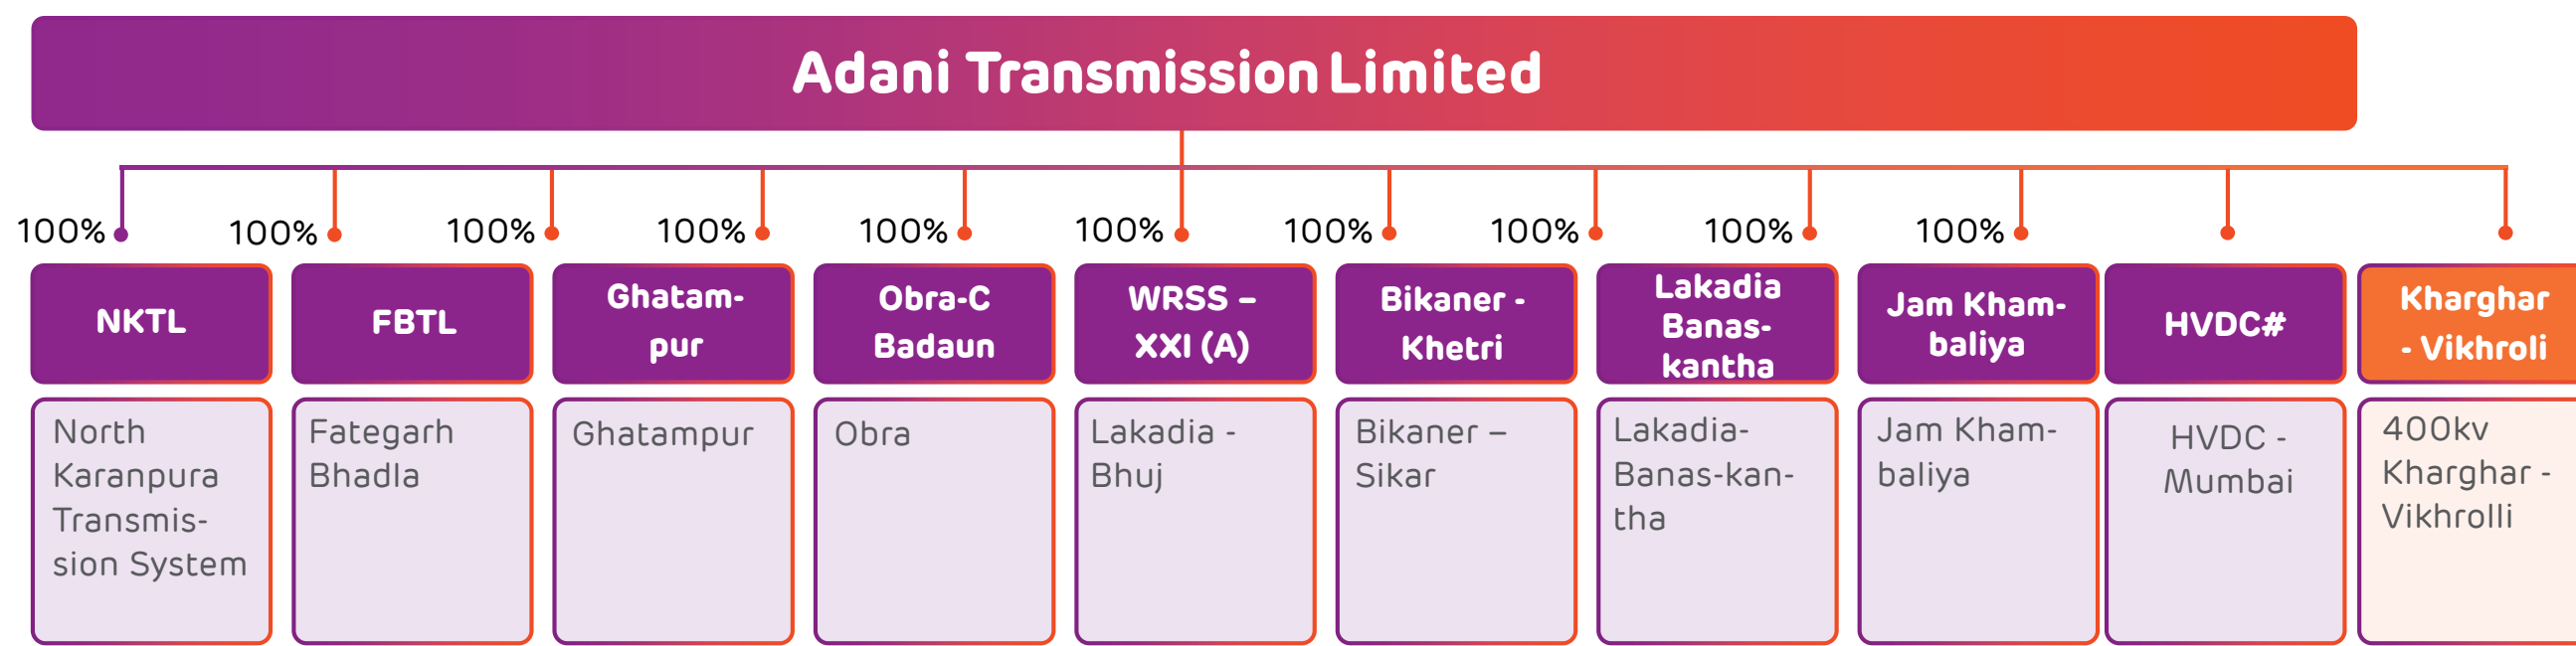 Adani Transmission Limited
100% 100% 100% 100% 100% 100% 100% 100% 100% 100%
NKTL
FBTL
Ghatam-
pur
Obra-C
Badaun
WRSS –
XXI (A)
Bikaner -
Khetri
Lakadia
Banas-
kantha
Jam Kham-
baliya
HVDC#
Kharghar
- Vikhroli
North
Karanpura
Transmis-
sion System
Fategarh
Bhadla
Ghatampur
Obra
Lakadia -
Bhuj
Bikaner –
Sikar
Lakadia-
Banas-kan-
tha
Jam Kham-
baliya
HVDC -
Mumbai
400kv
Kharghar -
Vikhrolli